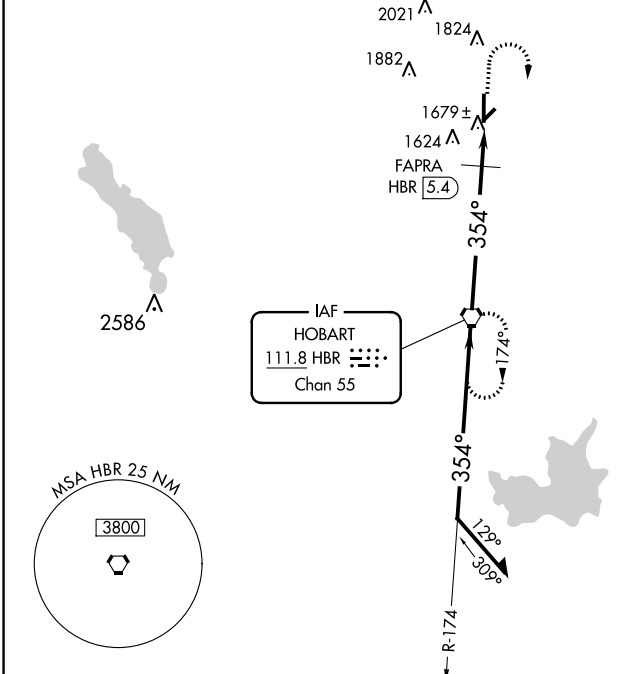 2021
1824
1882
1679±
1624
FAPRA
HBR 5.4
354°
2586
IAF
HOBART
111.8 HBR
Chan 55
174°
354°
MSA HBR 25 NM
3800
129°
309°
R-174